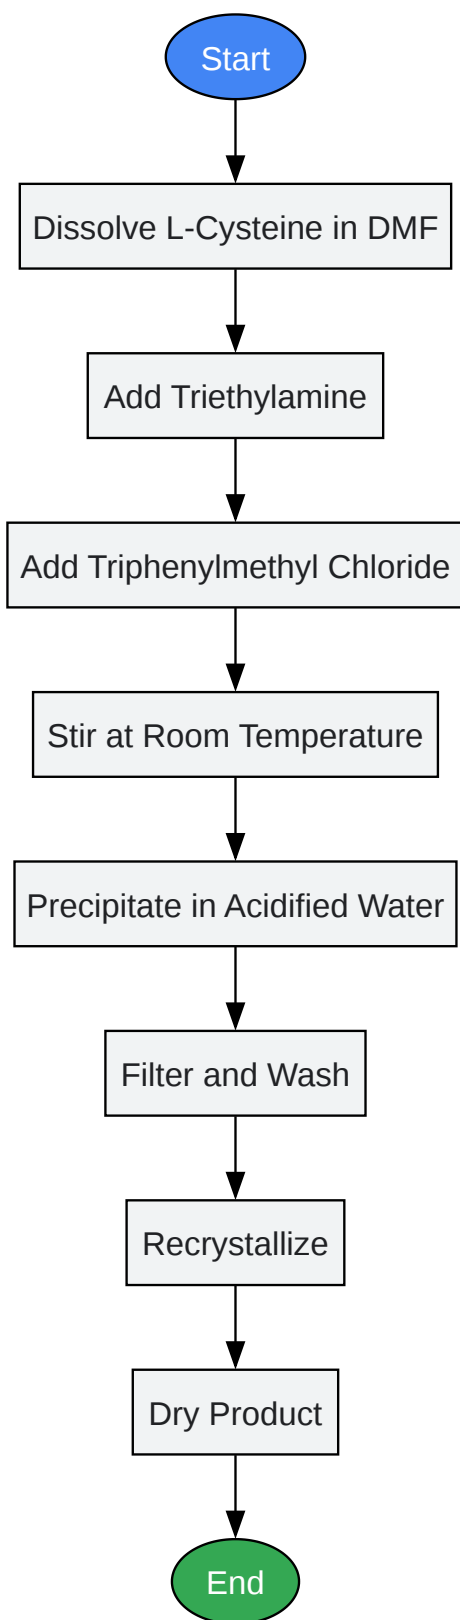 Start
Dissolve L-Cysteine in DMF
Add Triethylamine
Add Triphenylmethyl Chloride
Stir at Room Temperature
Precipitate in Acidified Water
Filter and Wash
Recrystallize
Dry Product
End